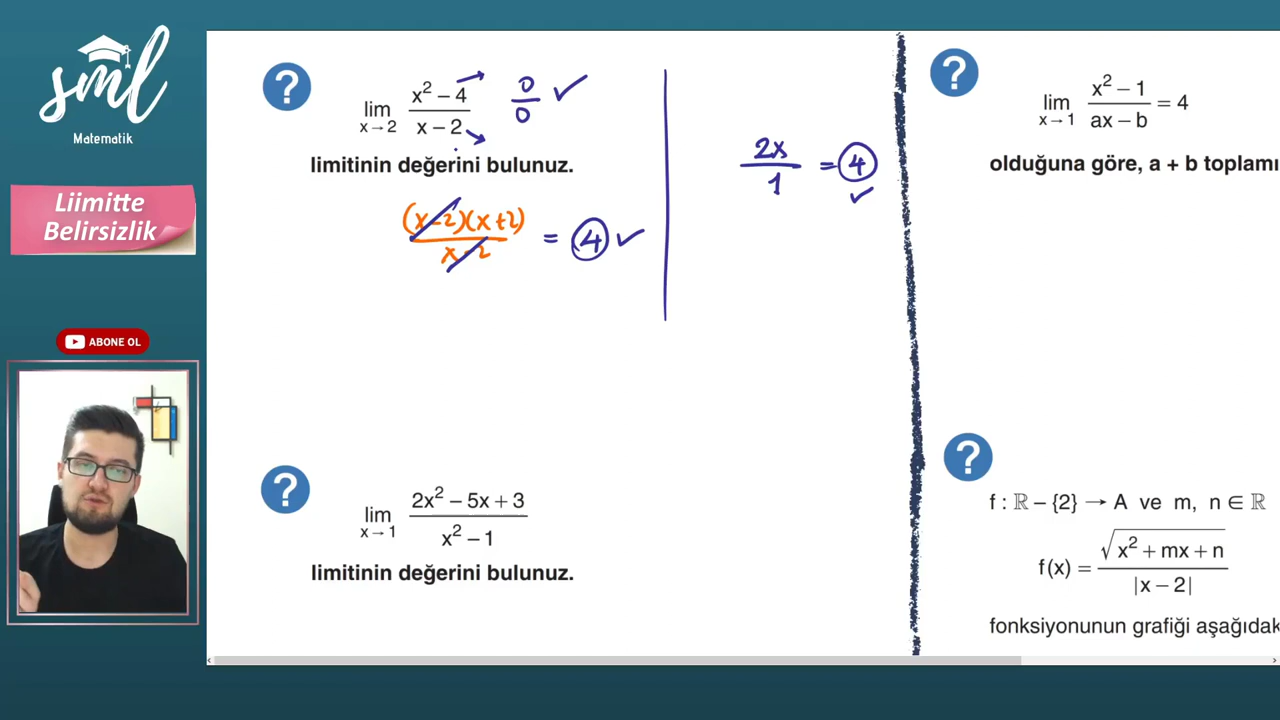 sml
Matematik
Liimitte
Belirsizlik
ABONE OL
?
lim x→2 x² − 4 / x − 2
0/0 ✓
limitinin değerini bulunuz.
(x−2)(x+2) / x−2 = 4 ✓
2x/1 = 4 ✓
?
lim x→1 2x² − 5x + 3 / x² − 1
limitinin değerini bulunuz.
?
lim x→1 x² − 1 / ax − b = 4
olduğuna göre, a + b toplamı
?
f : ℝ − {2} → A ve m, n ∈ ℝ
f(x) = √(x² + mx + n) / |x − 2|
fonksiyonunun grafiği aşağıdak